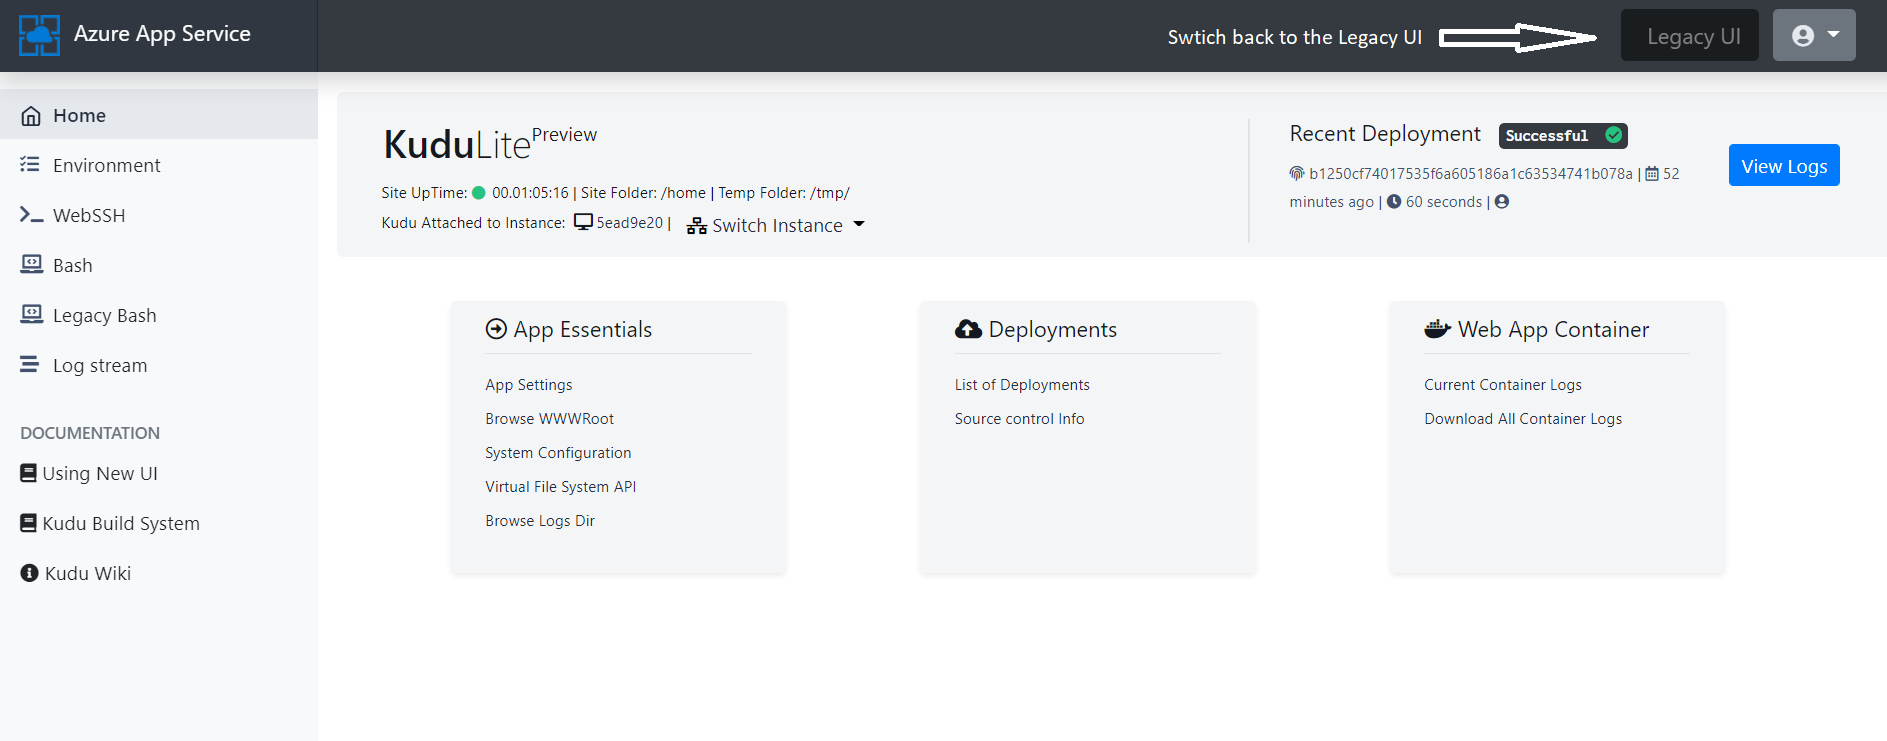 Azure App Service
Swtich back to the Legacy UI
Legacy UI
Home
Environment
WebSSH
Bash
Legacy Bash
Log stream
DOCUMENTATION
Using New UI
Kudu Build System
Kudu Wiki
KuduLite Preview
Site UpTime: 00.01:05:16 | Site Folder: /home | Temp Folder: /tmp/
Kudu Attached to Instance: 5ead9e20 | Switch Instance
Recent Deployment Successful
b1250cf74017535f6a605186a1c63534741b078a | 52
minutes ago | 60 seconds |
View Logs
App Essentials
App Settings
Browse WWWRoot
System Configuration
Virtual File System API
Browse Logs Dir
Deployments
List of Deployments
Source control Info
Web App Container
Current Container Logs
Download All Container Logs